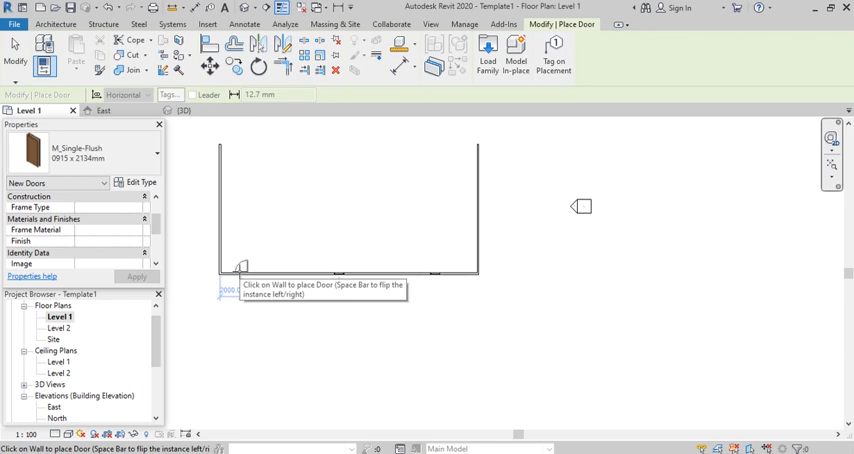 Autodesk Revit 2020 - Template1 - Floor Plan: Level 1
Sign In
File Architecture Structure Steel Systems Insert Annotate Analyze Massing & Site Collaborate View Manage Add-Ins Modify | Place Door
Modify
Paste
Cope
Cut
Join
Load
Family
Model
In-place
Tag on
Placement
Modify | Place Door
Horizontal
Tags...
Leader
12.7 mm
Level 1
East
{3D}
Properties
M_Single-Flush
0915 x 2134mm
New Doors
Edit Type
Construction
Frame Type
Materials and Finishes
Frame Material
Finish
Identity Data
Image
Properties help
Apply
Project Browser - Template1
Floor Plans
Level 1
Level 2
Site
Ceiling Plans
Level 1
Level 2
3D Views
Elevations (Building Elevation)
East
North
Click on Wall to place Door (Space Bar to flip the
instance left/right)
1 : 100
Click on Wall to place Door (Space Bar to flip the instance left/ri
:0
Main Model
:0